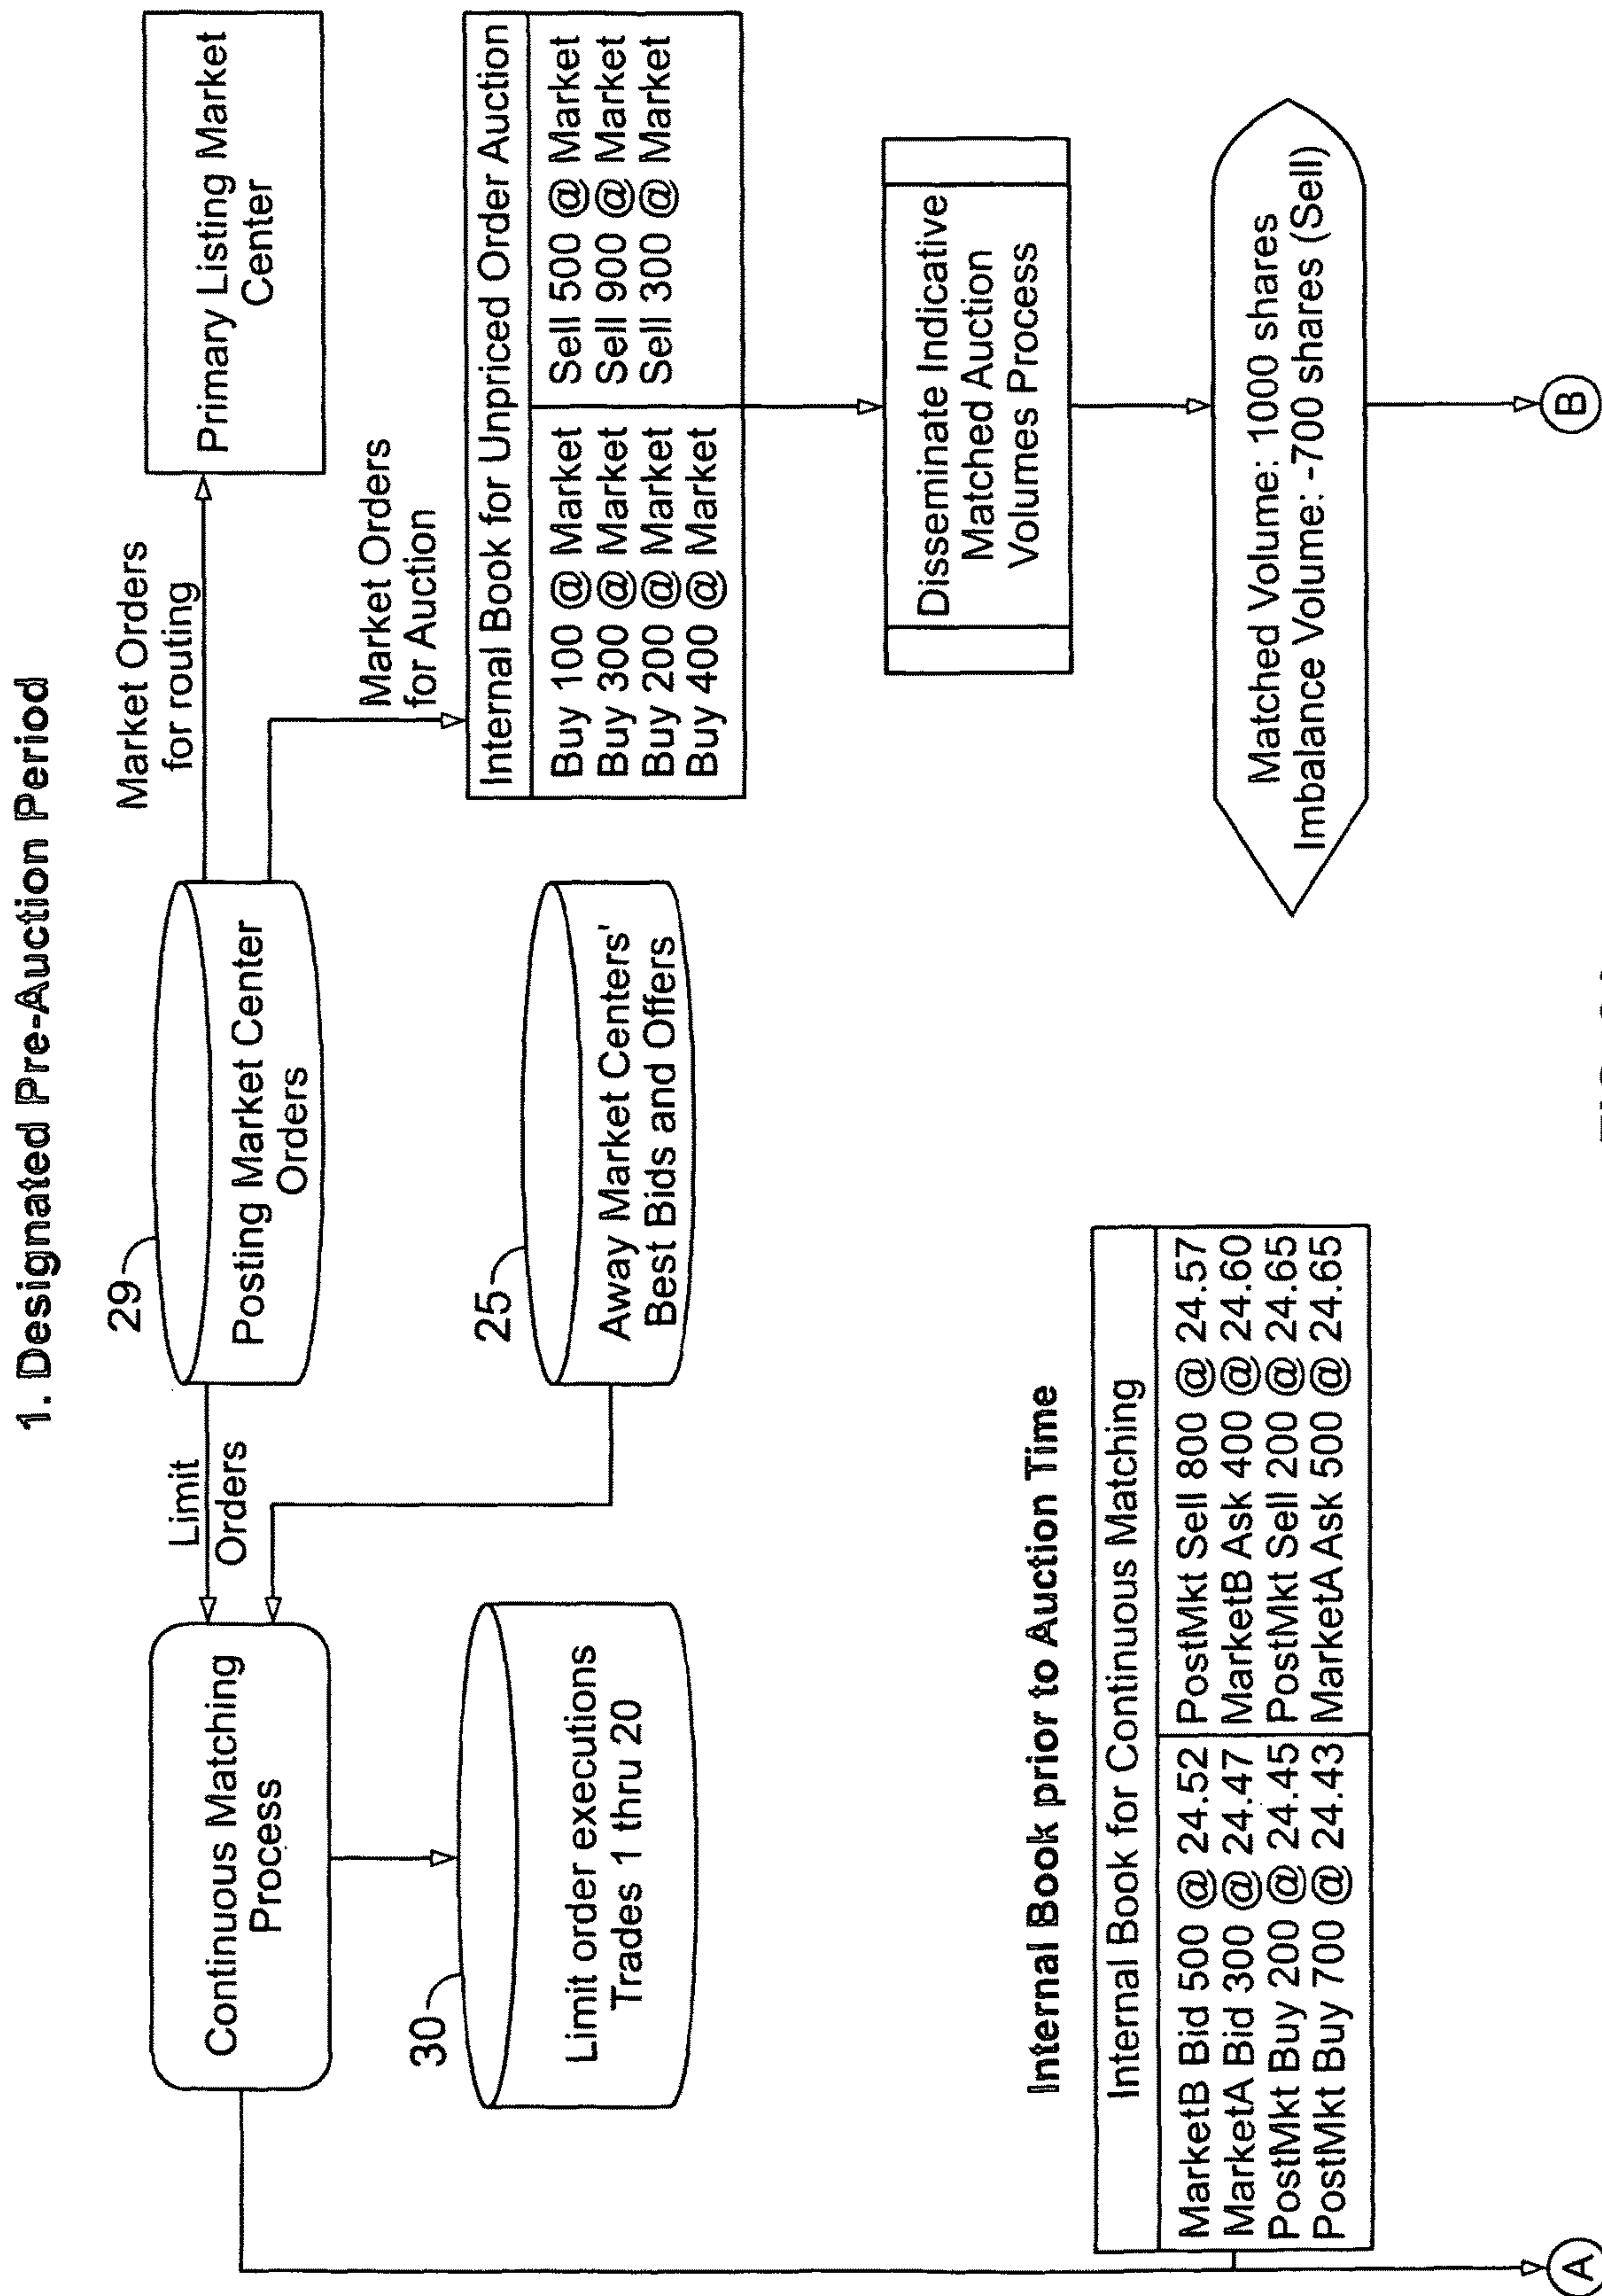 1. Designated Pre-Auction Period
Continuous Matching
Process
Limit
Orders
29
Posting Market Center
Orders
Market Orders
for routing
Primary Listing Market
Center
30
Limit order executions
Trades 1 thru 20
25
Away Market Centers'
Best Bids and Offers
Market Orders
for Auction
Internal Book for Unpriced Order Auction
Buy 100 @ Market Sell 500 @ Market
Buy 300 @ Market Sell 900 @ Market
Buy 200 @ Market Sell 300 @ Market
Buy 400 @ Market
Disseminate Indicative
Matched Auction
Volumes Process
Internal Book prior to Auction Time
Internal Book for Continuous Matching
MarketB Bid 500 @ 24.52 PostMkt Sell 800 @ 24.57
MarketA Bid 300 @ 24.47 MarketB Ask 400 @ 24.60
PostMkt Buy 200 @ 24.45 PostMkt Sell 200 @ 24.65
PostMkt Buy 700 @ 24.43 MarketA Ask 500 @ 24.65
Matched Volume: 1000 shares
Imbalance Volume: -700 shares (Sell)
A
B